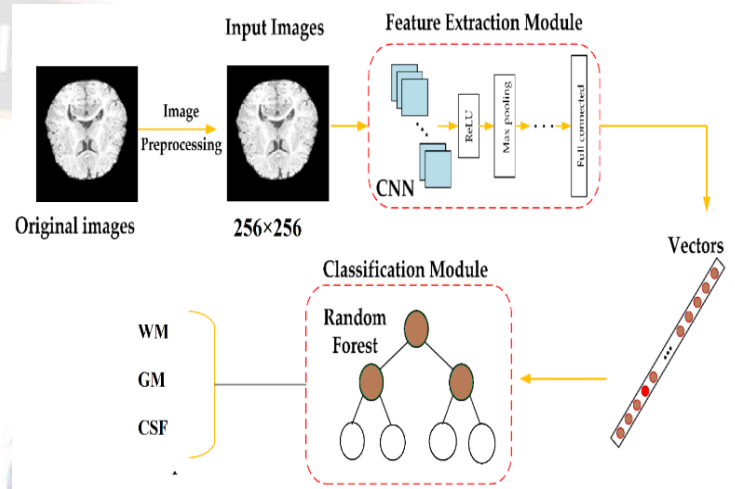 Input Images
Feature Extraction Module
Image
Preprocessing
ReLU
Max pooling
Full connected
CNN
Original images
256×256
Vectors
Classification Module
Random
Forest
WM
GM
CSF